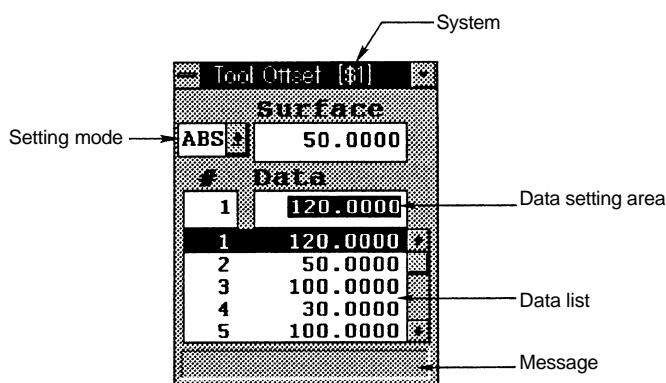 System
Tool Offset [$1]
Surface
Setting mode
ABS 50.0000
# Data
1 120.0000
Data setting area
1 120.0000
2 50.0000
3 100.0000
Data list
4 30.0000
5 100.0000
Message